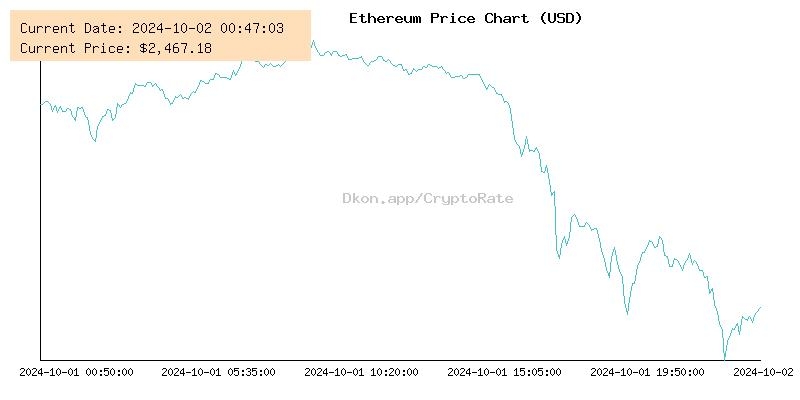 Ethereum Price Chart (USD)
Current Date: 2024-10-02 00:47:03
Current Price: $2,467.18
Dkon.app/CryptoRate
2024-10-01 00:50:00
2024-10-01 05:35:00
2024-10-01 10:20:00
2024-10-01 15:05:00
2024-10-01 19:50:00
2024-10-02